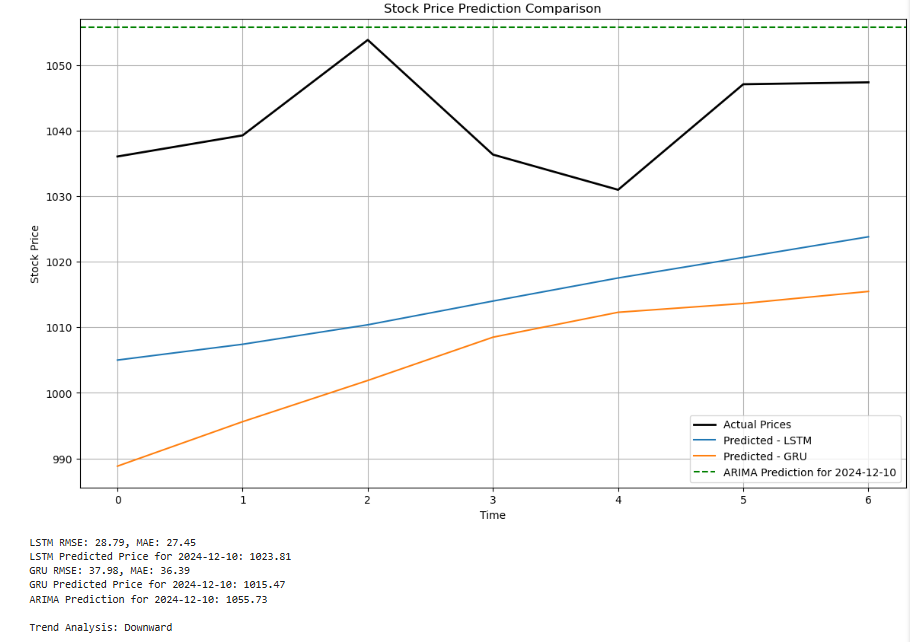 Stock Price Prediction Comparison
1050
1040
1030
1020
1010
1000
990
Stock Price
0 1 2 3 4 5 6
Time
Actual Prices
Predicted - LSTM
Predicted - GRU
ARIMA Prediction for 2024-12-10
LSTM RMSE: 28.79, MAE: 27.45
LSTM Predicted Price for 2024-12-10: 1023.81
GRU RMSE: 37.98, MAE: 36.39
GRU Predicted Price for 2024-12-10: 1015.47
ARIMA Prediction for 2024-12-10: 1055.73
Trend Analysis: Downward